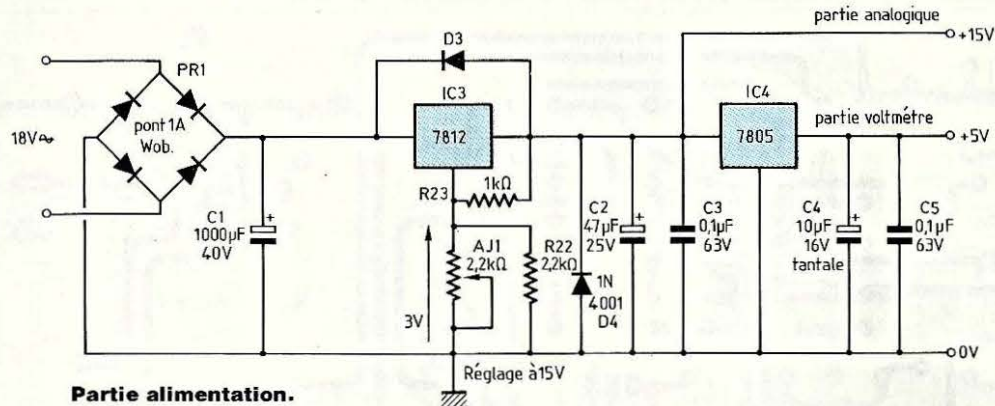 partie analogique
+15V
D3
PR1
IC3
IC4
18V~
pont 1A
Wob.
7812
7805
partie voltmétre
+5V
R23
1kΩ
C1
1000µF
40V
AJ1
2,2kΩ
R22
2,2kΩ
C2
47µF
25V
C3
0,1µF
63V
C4
10µF
16V
tantale
C5
0,1µF
63V
1N
4001
D4
3V
0V
Réglage à 15V
Partie alimentation.